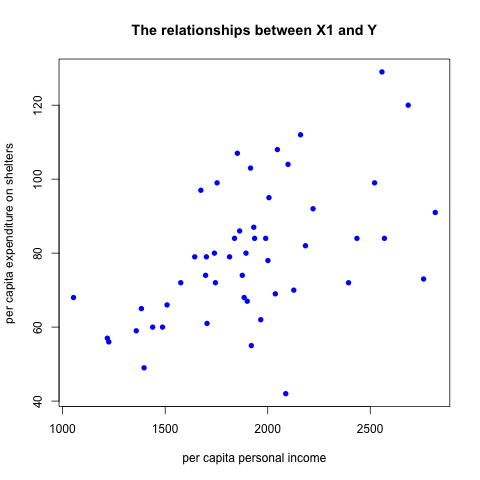 The relationships between X1 and Y
per capita expenditure on shelters
120
100
80
60
40
1000 1500 2000 2500
per capita personal income